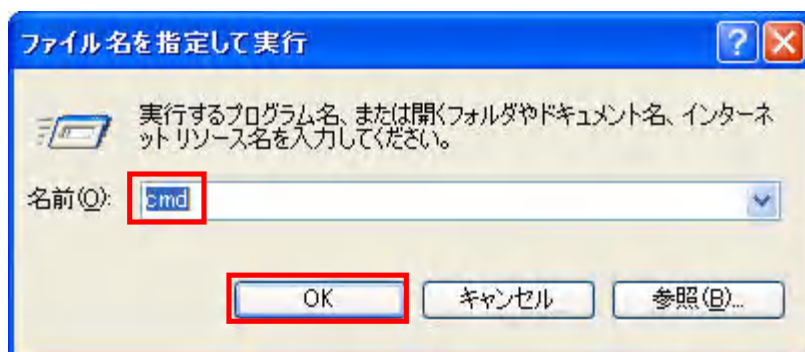 ファイル名を指定して実行
実行するプログラム名、または開くフォルダやドキュメント名、インターネ
ット リソース名を入力してください。
名前(O): cmd
OK キャンセル 参照(B)...